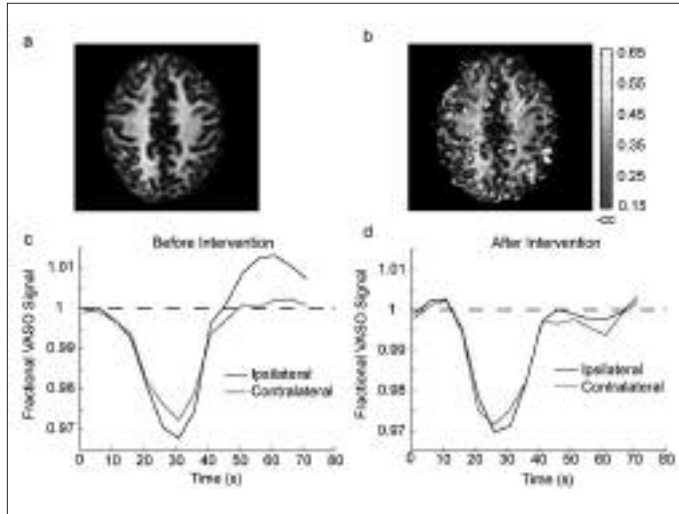 a
b
0.65
0.55
0.45
0.35
0.25
0.15
c
Before Intervention
1.01
1
0.99
0.98
0.97
Fractional VASO Signal
Ipsilateral
Contralateral
0 10 20 30 40 50 60 70 80
Time (s)
d
After Intervention
1.01
1
0.99
0.98
0.97
Fractional VASO Signal
Ipsilateral
Contralateral
0 10 20 30 40 50 60 70 80
Time (s)